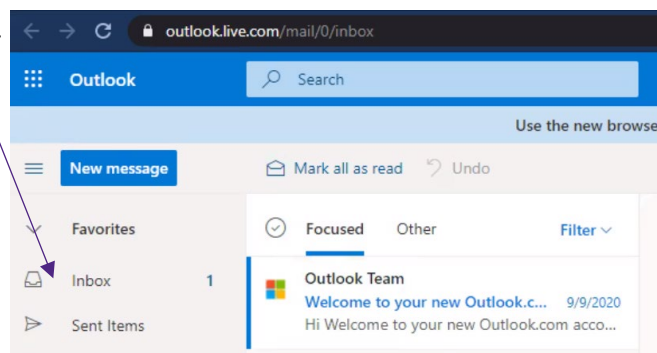 outlook.live.com/mail/0/inbox
Outlook
Search
Use the new browse
New message
Mark all as read
Undo
Favorites
Focused
Other
Filter
Inbox
1
Outlook Team
Welcome to your new Outlook.c...
9/9/2020
Hi Welcome to your new Outlook.com acco...
Sent Items